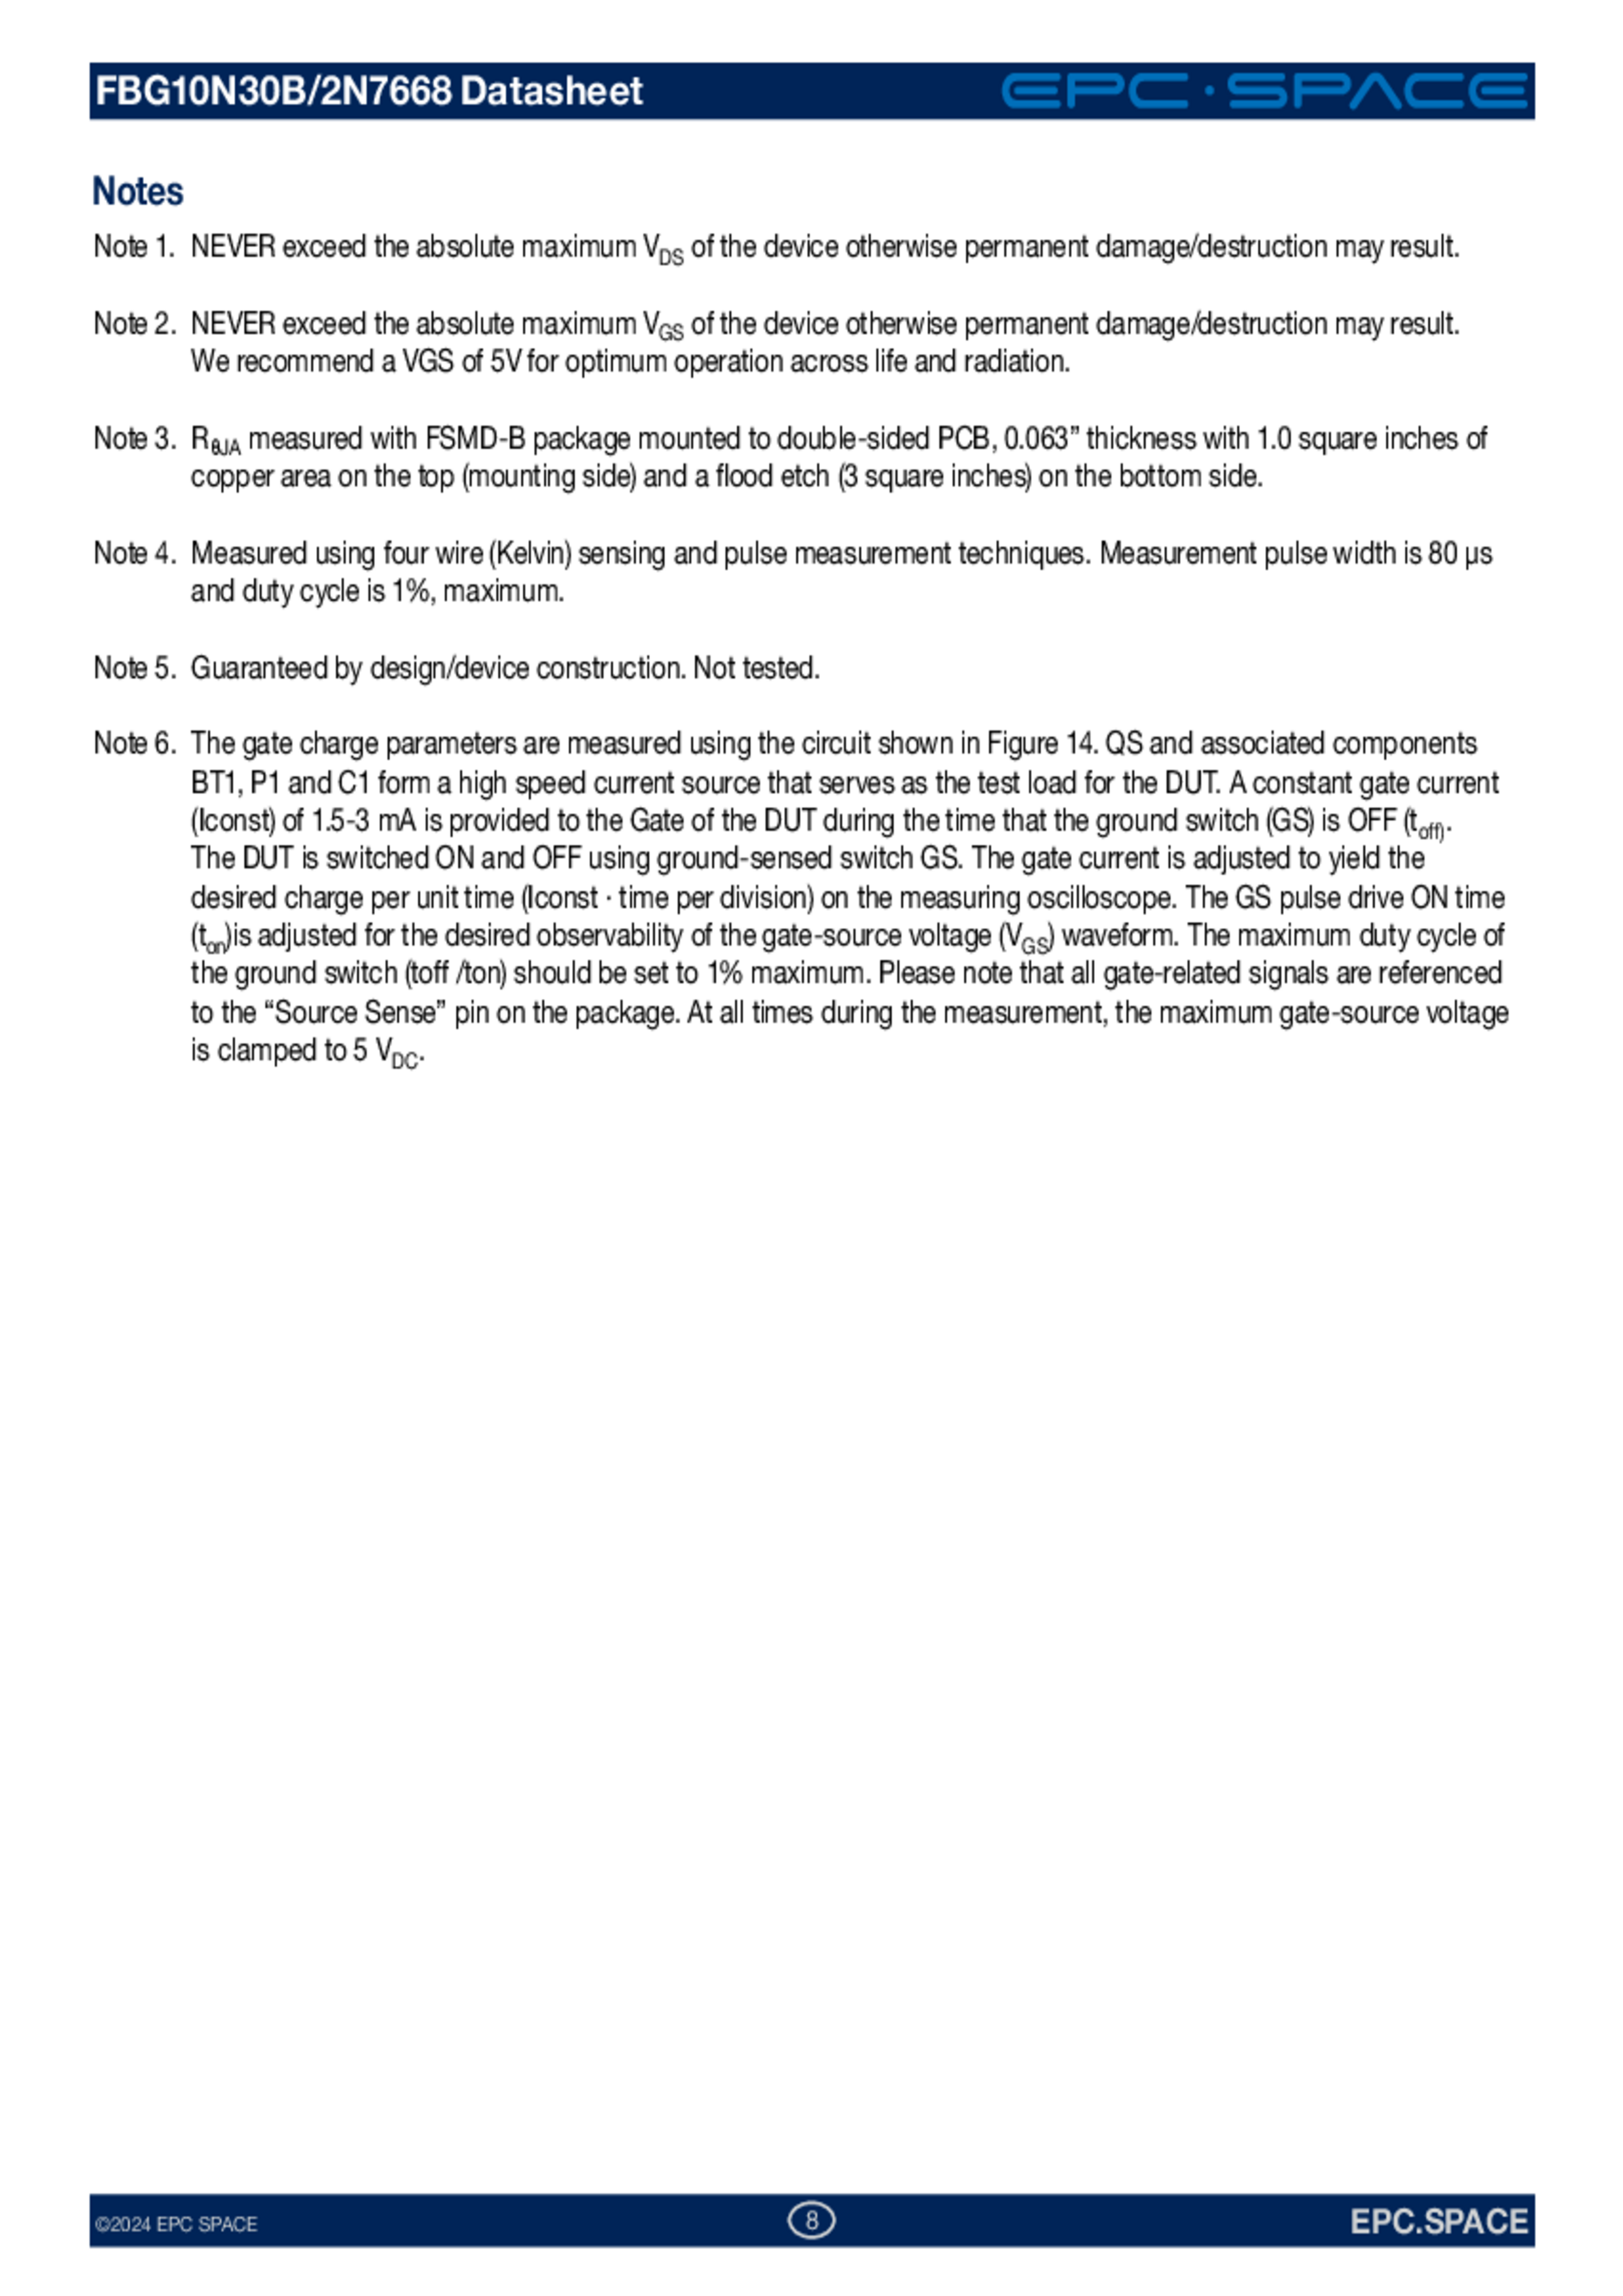 FBG10N30B/2N7668 Datasheet
EPC·SPACE
Notes
Note 1. NEVER exceed the absolute maximum VDS of the device otherwise permanent damage/destruction may result.
Note 2. NEVER exceed the absolute maximum VGS of the device otherwise permanent damage/destruction may result.
We recommend a VGS of 5V for optimum operation across life and radiation.
Note 3. RθJA measured with FSMD-B package mounted to double-sided PCB, 0.063” thickness with 1.0 square inches of
copper area on the top (mounting side) and a flood etch (3 square inches) on the bottom side.
Note 4. Measured using four wire (Kelvin) sensing and pulse measurement techniques. Measurement pulse width is 80 µs
and duty cycle is 1%, maximum.
Note 5. Guaranteed by design/device construction. Not tested.
Note 6. The gate charge parameters are measured using the circuit shown in Figure 14. QS and associated components
BT1, P1 and C1 form a high speed current source that serves as the test load for the DUT. A constant gate current
(Iconst) of 1.5-3 mA is provided to the Gate of the DUT during the time that the ground switch (GS) is OFF (toff).
The DUT is switched ON and OFF using ground-sensed switch GS. The gate current is adjusted to yield the
desired charge per unit time (Iconst · time per division) on the measuring oscilloscope. The GS pulse drive ON time
(ton)is adjusted for the desired observability of the gate-source voltage (VGS) waveform. The maximum duty cycle of
the ground switch (toff /ton) should be set to 1% maximum. Please note that all gate-related signals are referenced
to the “Source Sense” pin on the package. At all times during the measurement, the maximum gate-source voltage
is clamped to 5 VDC.
©2024 EPC SPACE
8
EPC.SPACE